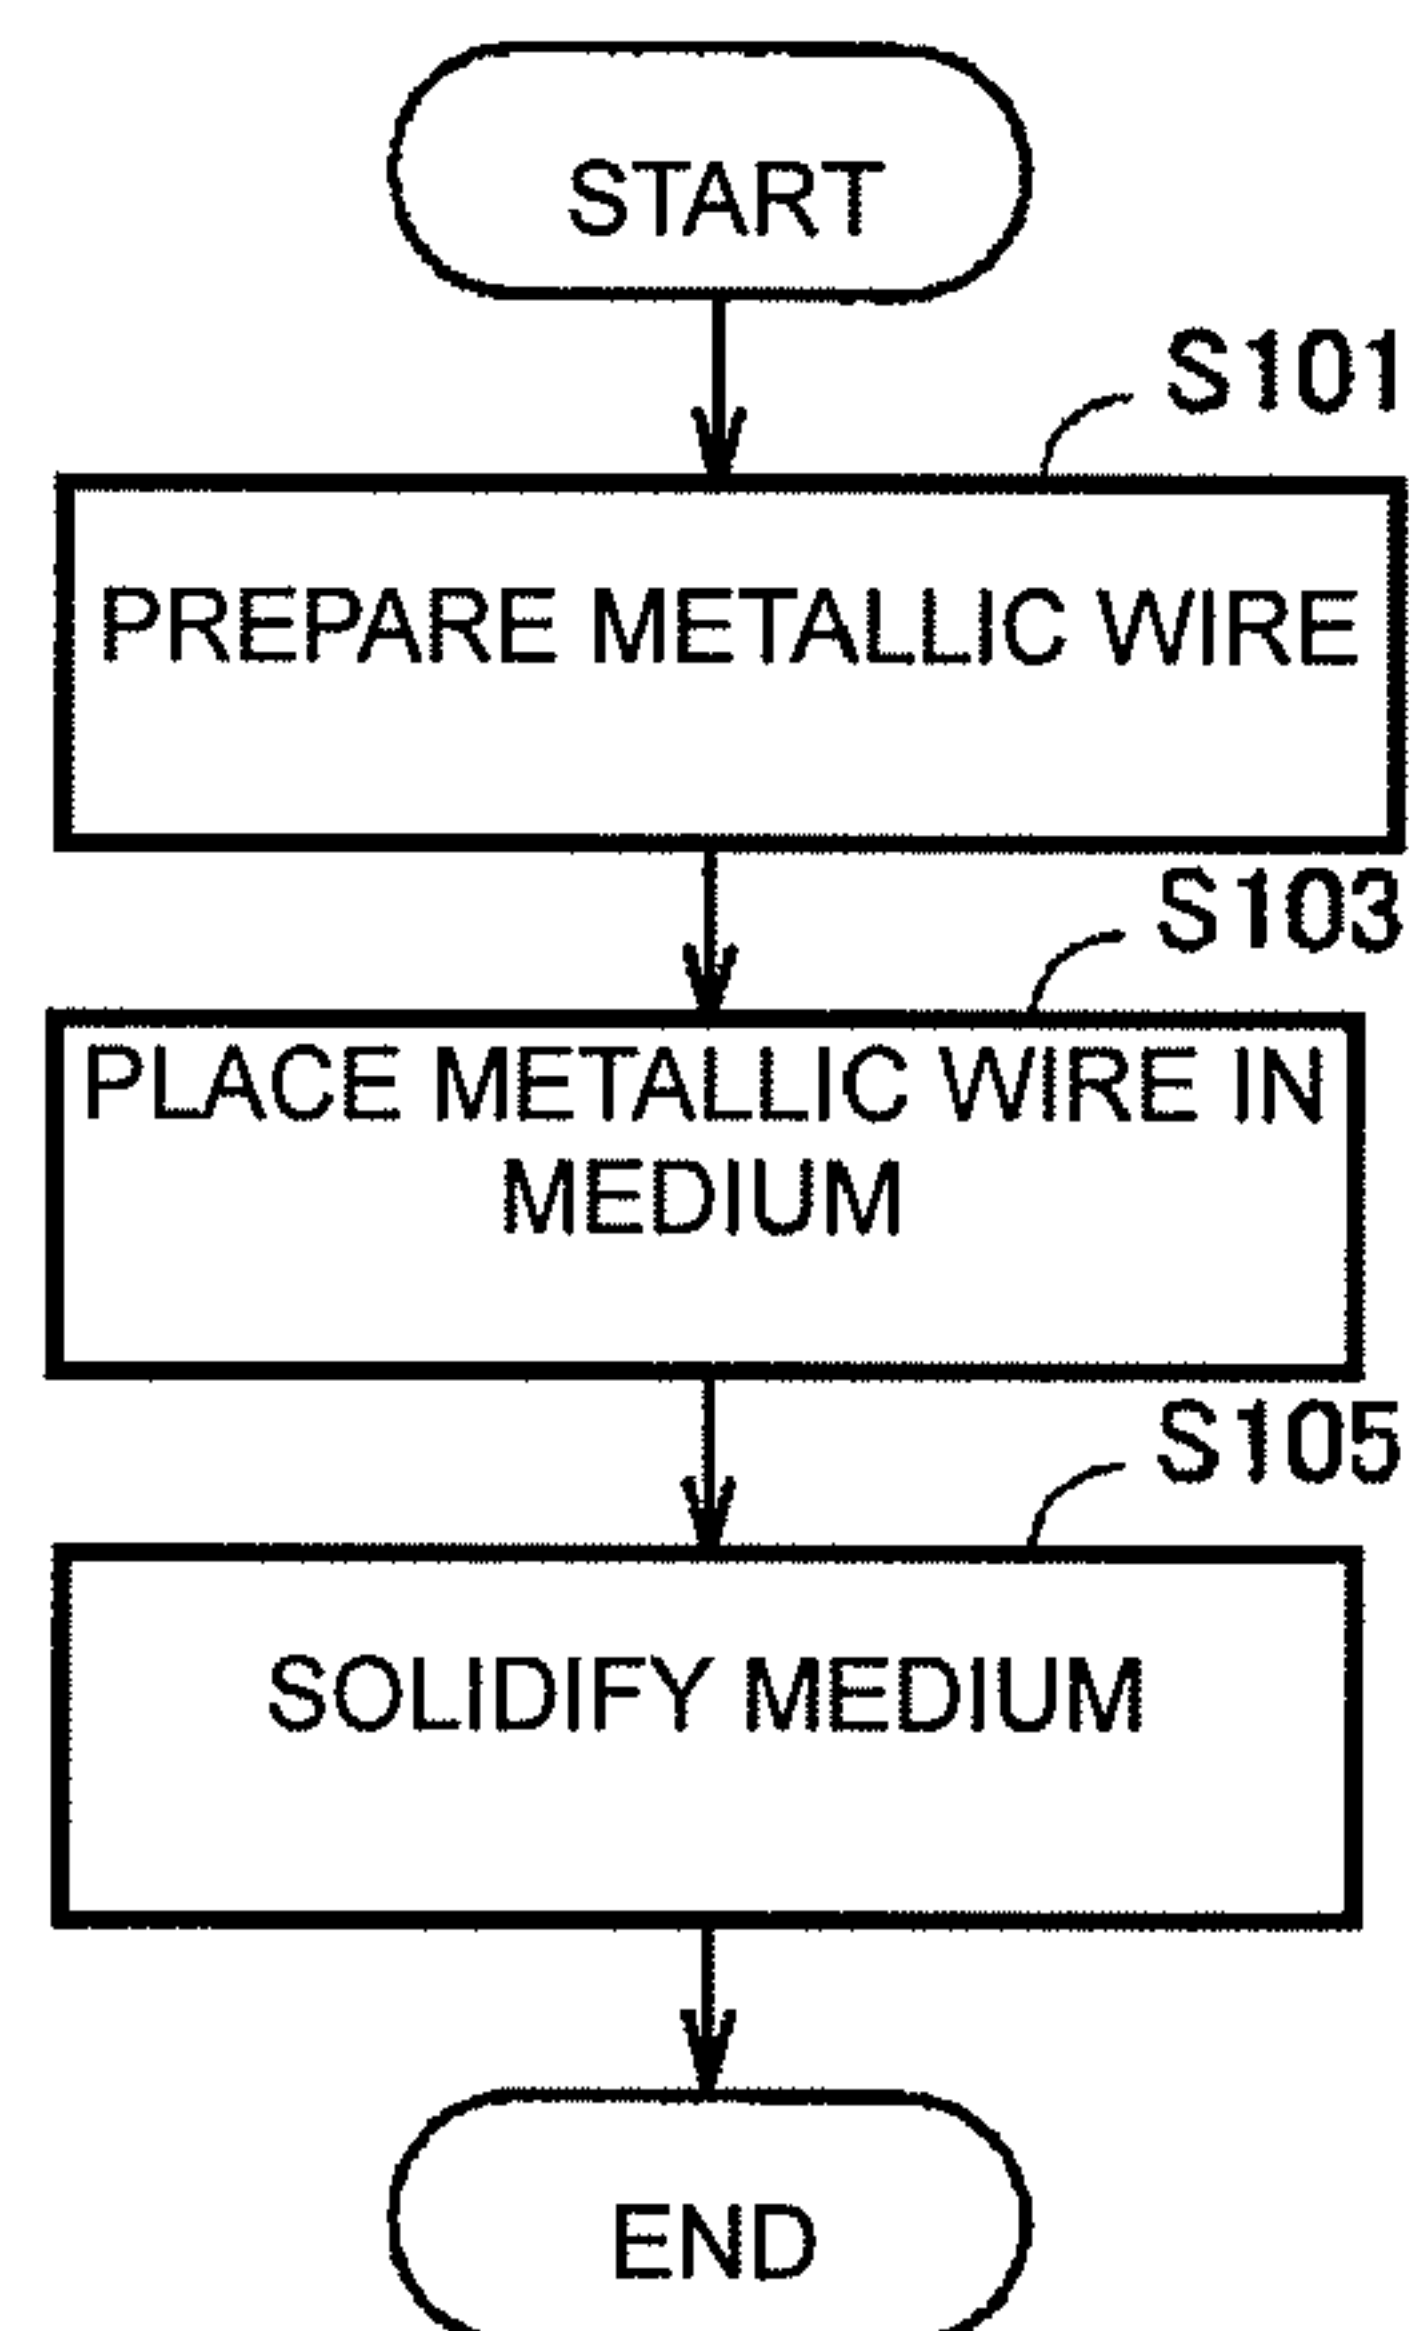 START
S101
PREPARE METALLIC WIRE
S103
PLACE METALLIC WIRE IN
MEDIUM
S105
SOLIDIFY MEDIUM
END